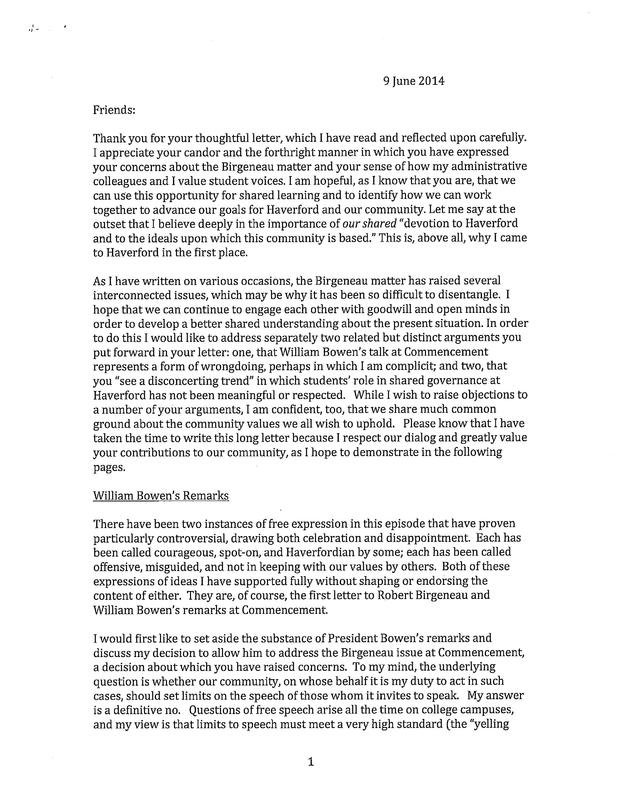 9 June 2014
Friends:
Thank you for your thoughtful letter, which I have read and reflected upon carefully.
I appreciate your candor and the forthright manner in which you have expressed
your concerns about the Birgeneau matter and your sense of how my administrative
colleagues and I value student voices. I am hopeful, as I know that you are, that we
can use this opportunity for shared learning and to identify how we can work
together to advance our goals for Haverford and our community. Let me say at the
outset that I believe deeply in the importance of our shared “devotion to Haverford
and to the ideals upon which this community is based.” This is, above all, why I came
to Haverford in the first place.
As I have written on various occasions, the Birgeneau matter has raised several
interconnected issues, which may be why it has been so difficult to disentangle. I
hope that we can continue to engage each other with goodwill and open minds in
order to develop a better shared understanding about the present situation. In order
to do this I would like to address separately two related but distinct arguments you
put forward in your letter: one, that William Bowen's talk at Commencement
represents a form of wrongdoing, perhaps in which I am complicit; and two, that
you “see a disconcerting trend” in which students’ role in shared governance at
Haverford has not been meaningful or respected. While I wish to raise objections to
a number of your arguments, I am confident, too, that we share much common
ground about the community values we all wish to uphold. Please know that I have
taken the time to write this long letter because I respect our dialog and greatly value
your contributions to our community, as I hope to demonstrate in the following
pages.
William Bowen's Remarks
There have been two instances of free expression in this episode that have proven
particularly controversial, drawing both celebration and disappointment. Each has
been called courageous, spot-on, and Haverfordian by some; each has been called
offensive, misguided, and not in keeping with our values by others. Both of these
expressions of ideas I have supported fully without shaping or endorsing the
content of either. They are, of course, the first letter to Robert Birgeneau and
William Bowen's remarks at Commencement.
I would first like to set aside the substance of President Bowen's remarks and
discuss my decision to allow him to address the Birgeneau issue at Commencement,
a decision about which you have raised concerns. To my mind, the underlying
question is whether our community, on whose behalf it is my duty to act in such
cases, should set limits on the speech of those whom it invites to speak. My answer
is a definitive no. Questions of free speech arise all the time on college campuses,
and my view is that limits to speech must meet a very high standard (the “yelling
1